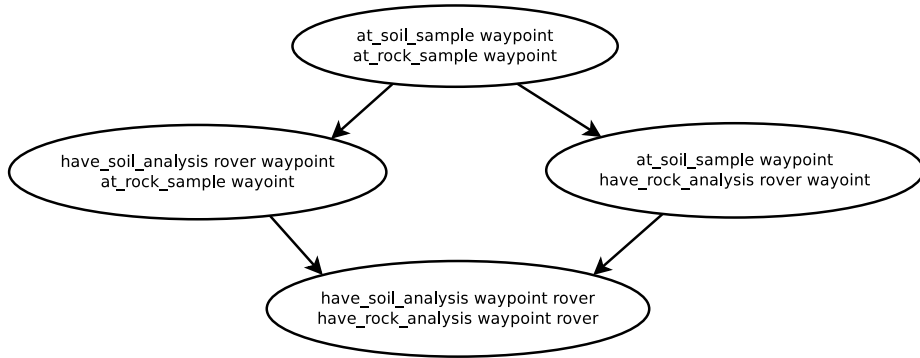 at_soil_sample waypoint
at_rock_sample waypoint
have_soil_analysis rover waypoint
at_rock_sample wayoint
at_soil_sample waypoint
have_rock_analysis rover wayoint
have_soil_analysis waypoint rover
have_rock_analysis waypoint rover